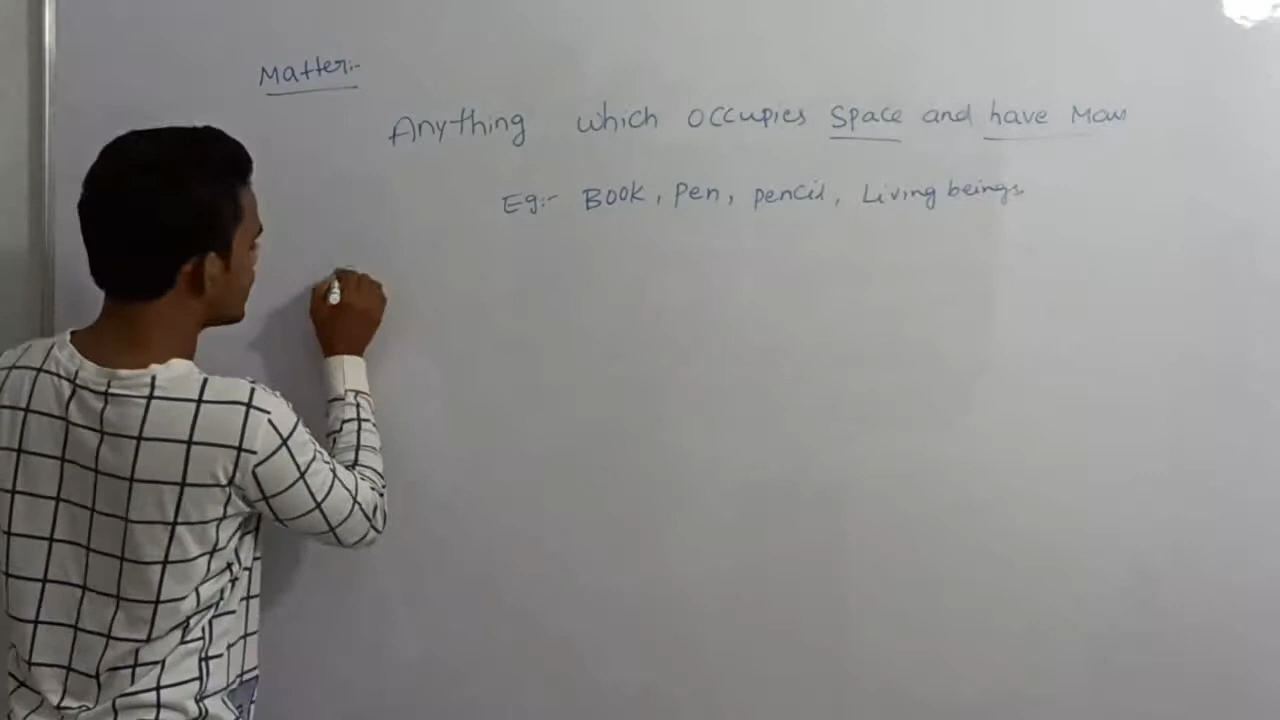 Matter:-
Anything which occupies space and have Mass
Eg:- Book, pen, pencil, Living beings